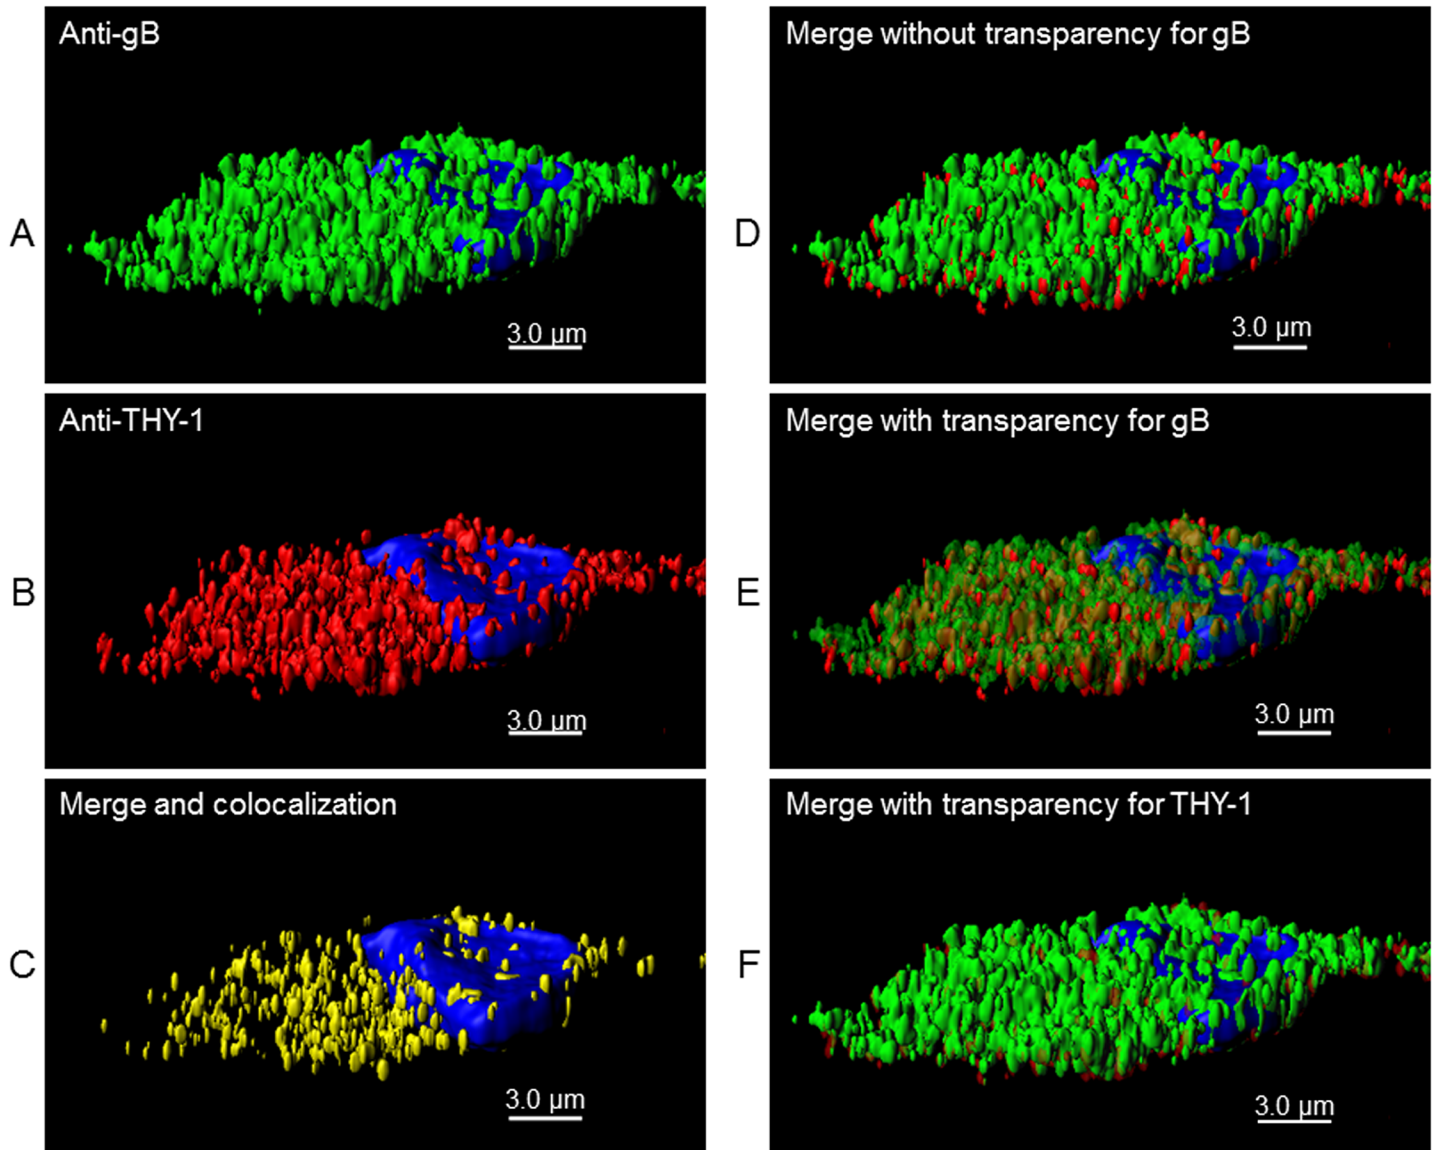 Anti-gB
A
3.0 µm
Anti-THY-1
B
3.0 µm
Merge and colocalization
C
3.0 µm
Merge without transparency for gB
D
3.0 µm
Merge with transparency for gB
E
3.0 µm
Merge with transparency for THY-1
F
3.0 µm